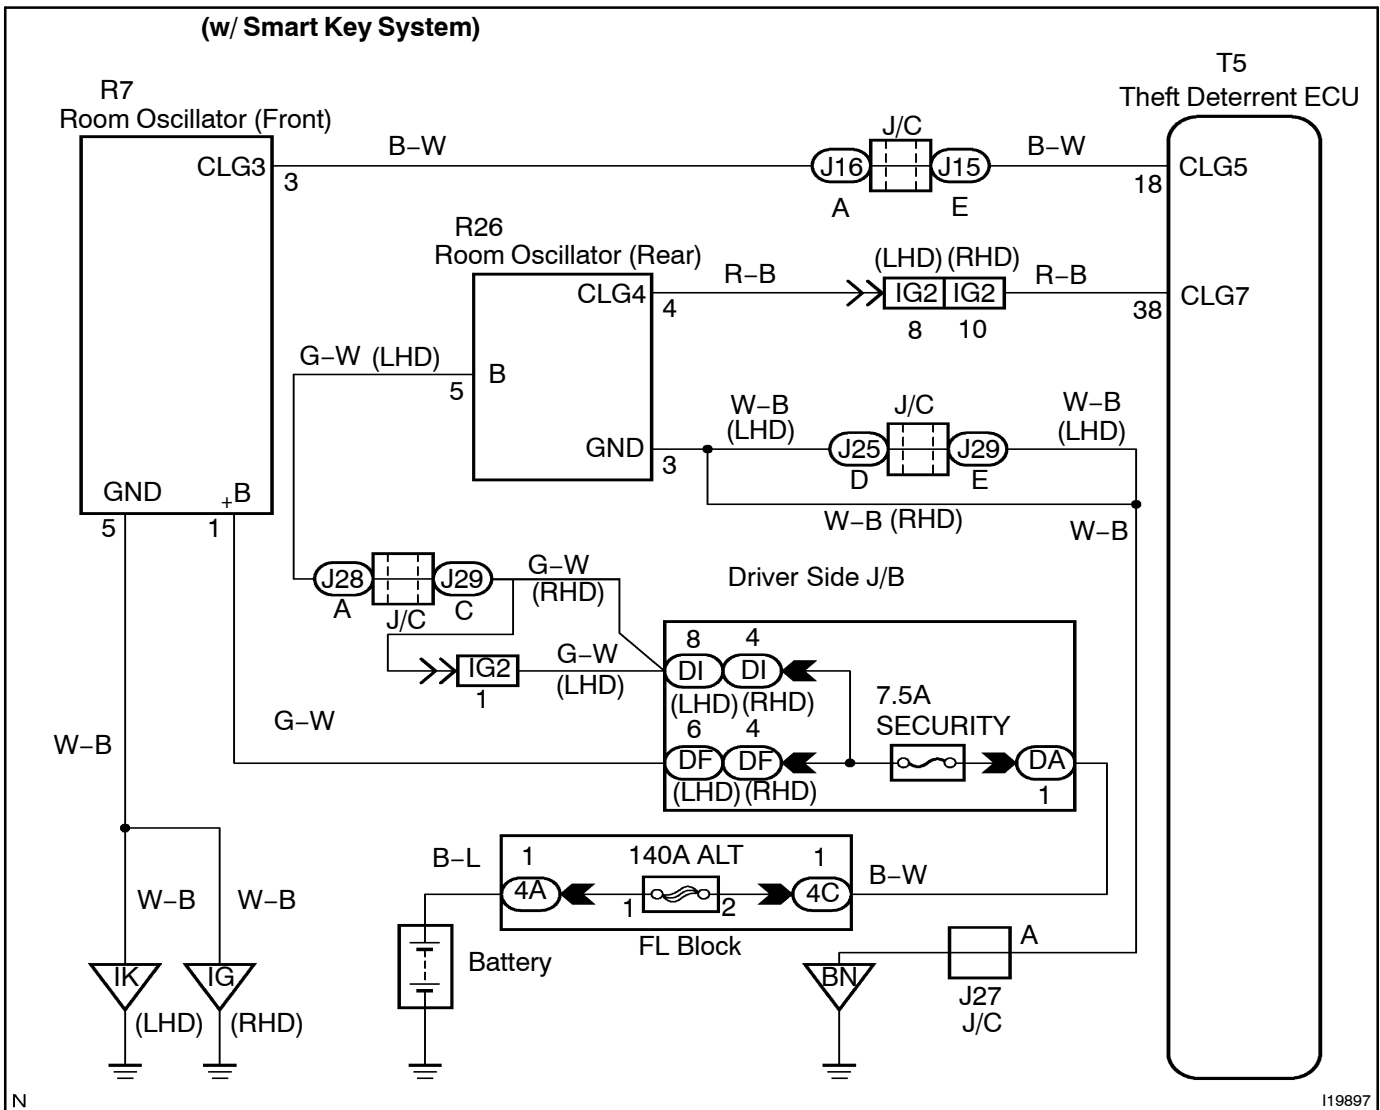 (w/ Smart Key System)
R7
Room Oscillator (Front)
T5
Theft Deterrent ECU
CLG3
3
B−W
J/C
J16
J15
A
E
B−W
18
CLG5
R26
Room Oscillator (Rear)
CLG4
4
R−B
(LHD) (RHD)
IG2 IG2
8 10
R−B
38
CLG7
G−W (LHD)
5
B
GND
3
W−B
(LHD)
J/C
J25
J29
D
E
W−B
(LHD)
W−B (RHD)
W−B
GND
+B
5
1
J28
J29
A
J/C
C
G−W
(RHD)
IG2
1
G−W
(LHD)
Driver Side J/B
8 4
DI DI
(LHD) (RHD)
6 4
DF DF
(LHD) (RHD)
7.5A
SECURITY
DA
1
G−W
W−B
B−L
1
140A ALT
1
4A
1
2
4C
B−W
FL Block
W−B
W−B
IK
IG
(LHD)
(RHD)
Battery
BN
A
J27
J/C
N
I19897